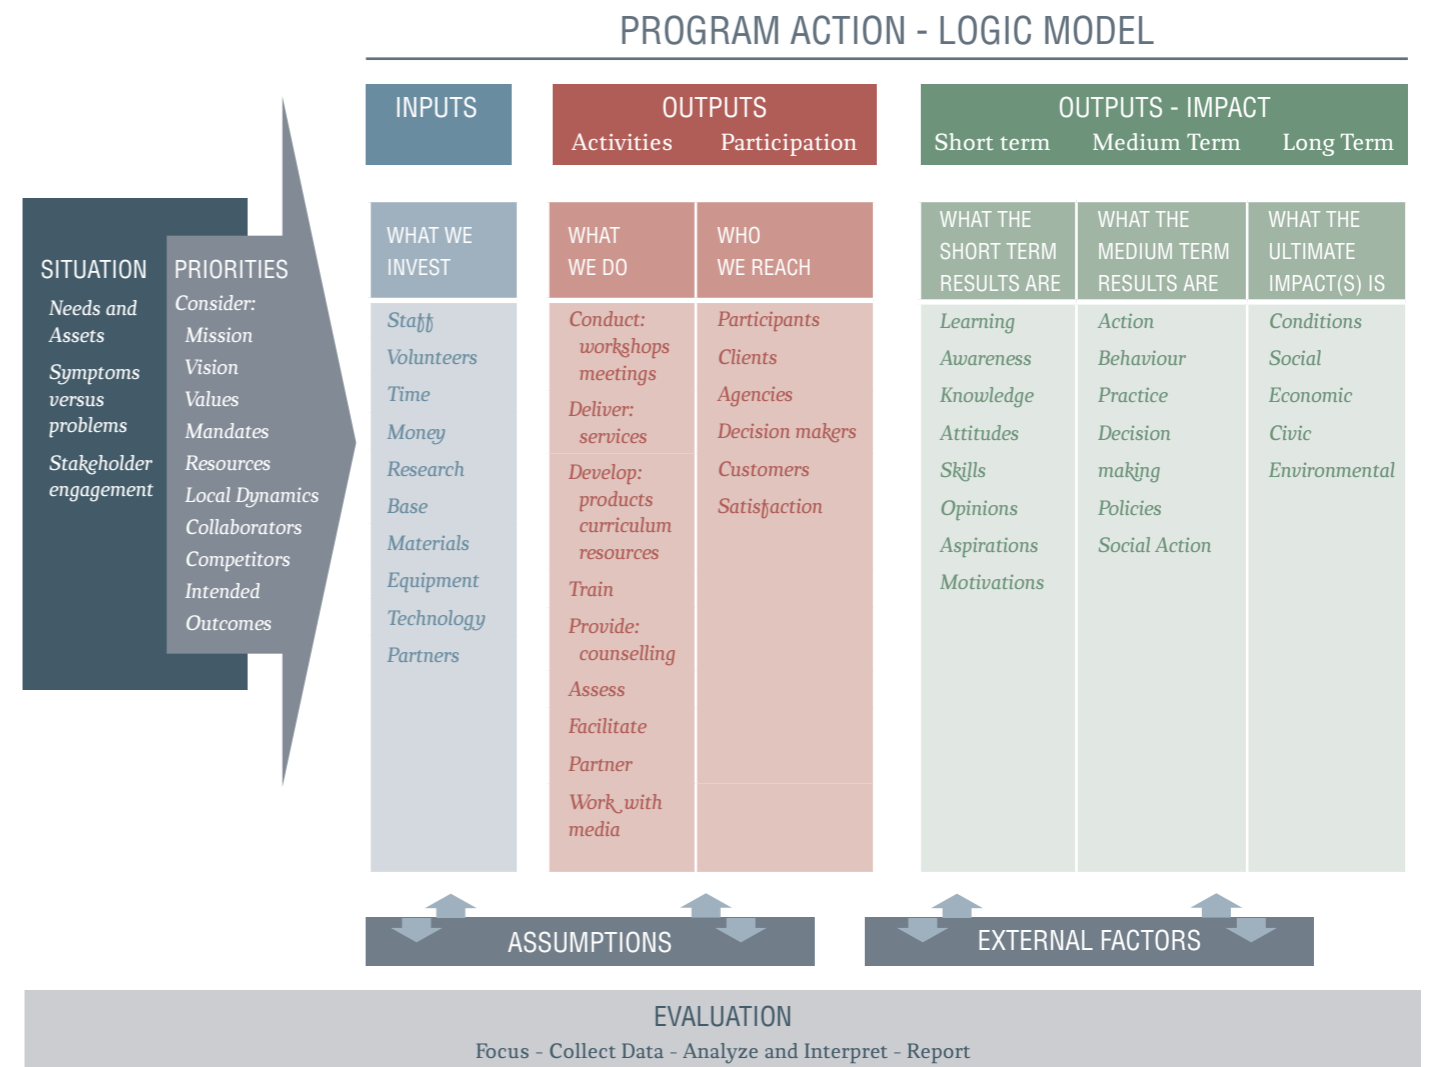 PROGRAM ACTION - LOGIC MODEL
INPUTS
OUTPUTS
Activities Participation
OUTPUTS - IMPACT
Short term Medium Term Long Term
SITUATION
Needs and
Assets
Symptoms
versus
problems
Stakeholder
engagement
PRIORITIES
Consider:
Mission
Vision
Values
Mandates
Resources
Local Dynamics
Collaborators
Competitors
Intended
Outcomes
WHAT WE
INVEST
Staff
Volunteers
Time
Money
Research
Base
Materials
Equipment
Technology
Partners
WHAT
WE DO
Conduct:
workshops
meetings
Deliver:
services
Develop:
products
curriculum
resources
Train
Provide:
counselling
Assess
Facilitate
Partner
Work with
media
WHO
WE REACH
Participants
Clients
Agencies
Decision makers
Customers
Satisfaction
WHAT THE
SHORT TERM
RESULTS ARE
Learning
Awareness
Knowledge
Attitudes
Skills
Opinions
Aspirations
Motivations
WHAT THE
MEDIUM TERM
RESULTS ARE
Action
Behaviour
Practice
Decision
making
Policies
Social Action
WHAT THE
ULTIMATE
IMPACT(S) IS
Conditions
Social
Economic
Civic
Environmental
ASSUMPTIONS
EXTERNAL FACTORS
EVALUATION
Focus - Collect Data - Analyze and Interpret - Report